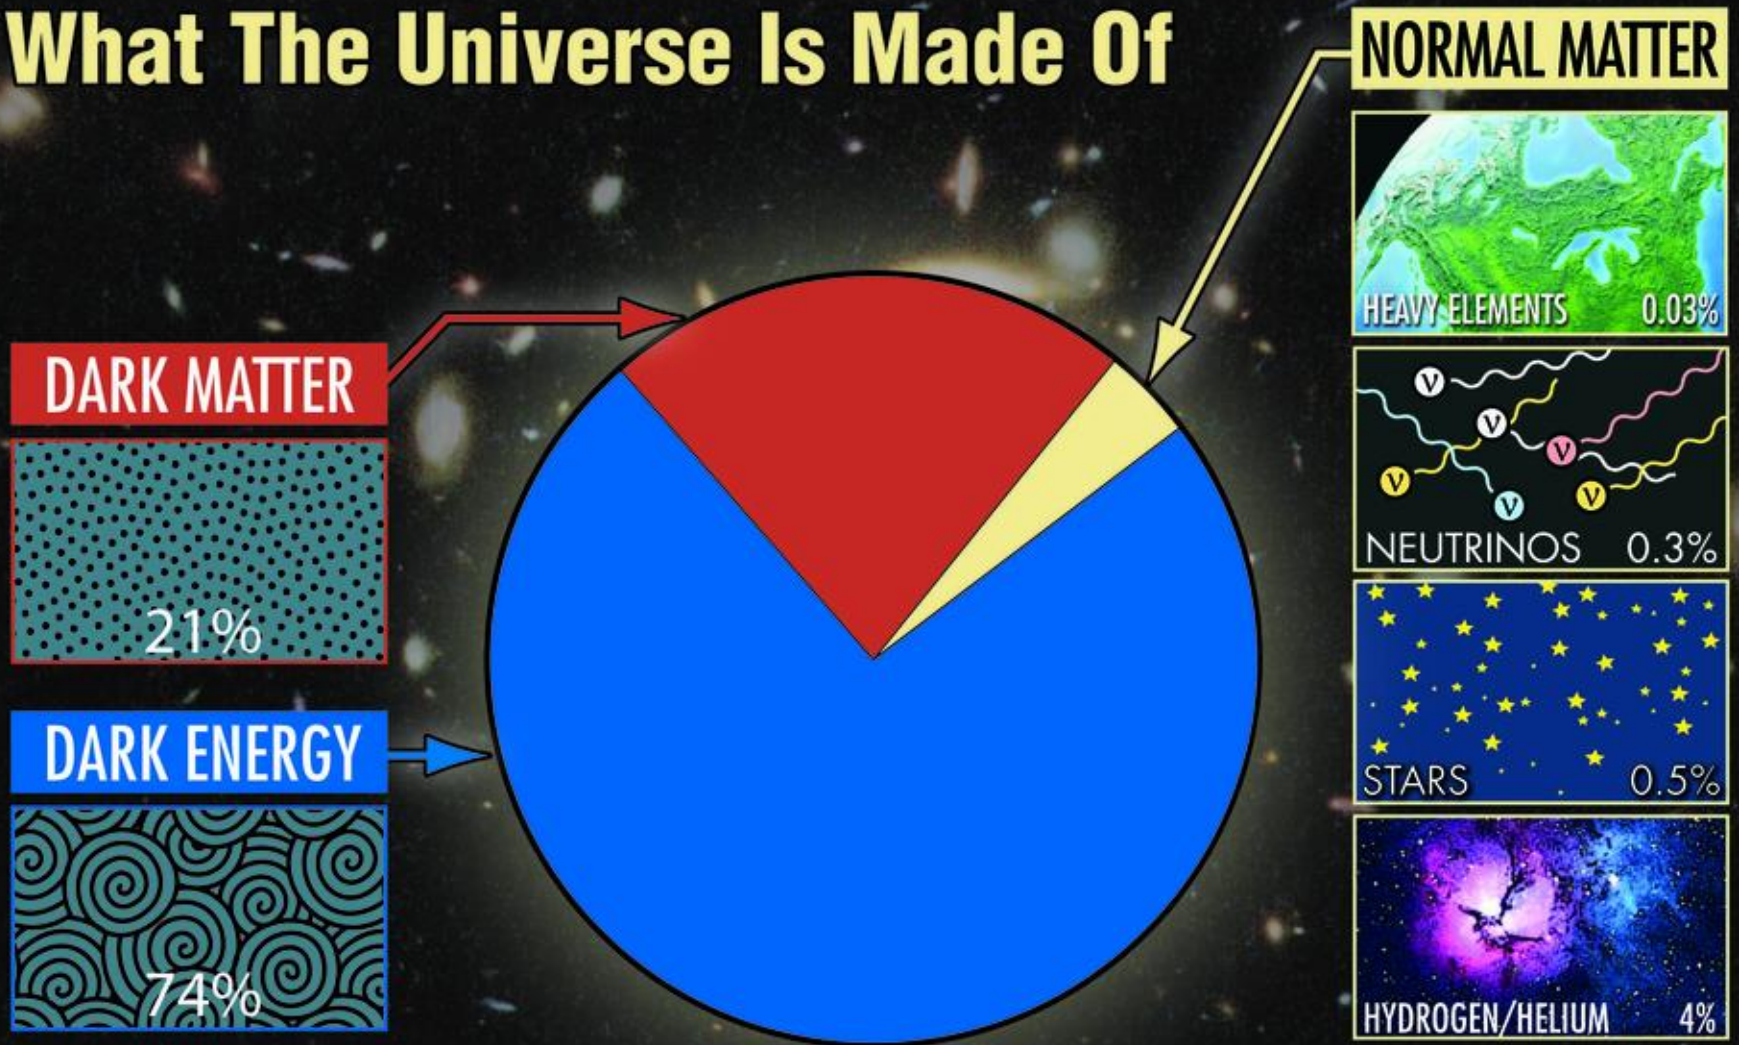 What The Universe Is Made Of
DARK MATTER
21%
DARK ENERGY
74%
NORMAL MATTER
HEAVY ELEMENTS 0.03%
ν
ν
ν
ν
ν
ν
NEUTRINOS 0.3%
STARS 0.5%
HYDROGEN/HELIUM 4%